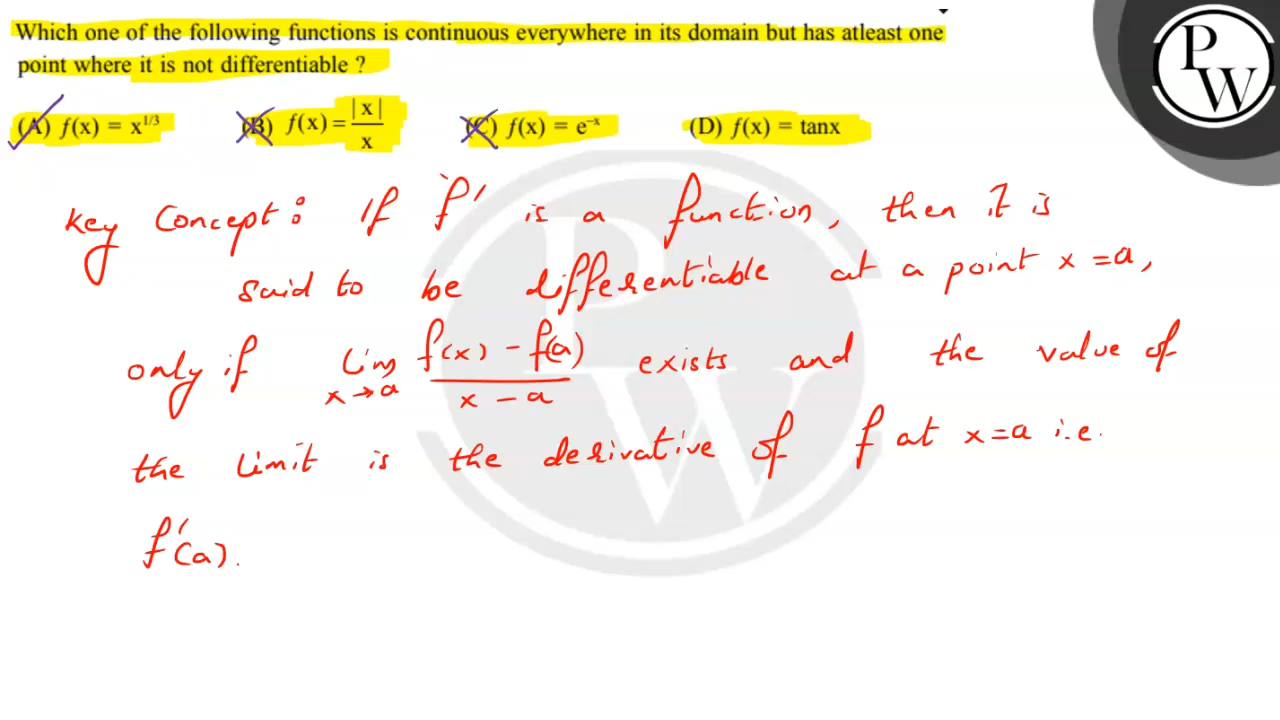 Which one of the following functions is continuous everywhere in its domain but has atleast one
point where it is not differentiable ?
(A) f(x) = x^{1/3} (B) f(x) = |x|/x (C) f(x) = e^{-x} (D) f(x) = tanx
PW
Key Concept: If 'f' is a function, then it is
said to be differentiable at a point x = a,
only if lim_{x→a} (f(x) - f(a))/(x - a) exists and the value of
the limit is the derivative of f at x=a i.e.
f'(a).